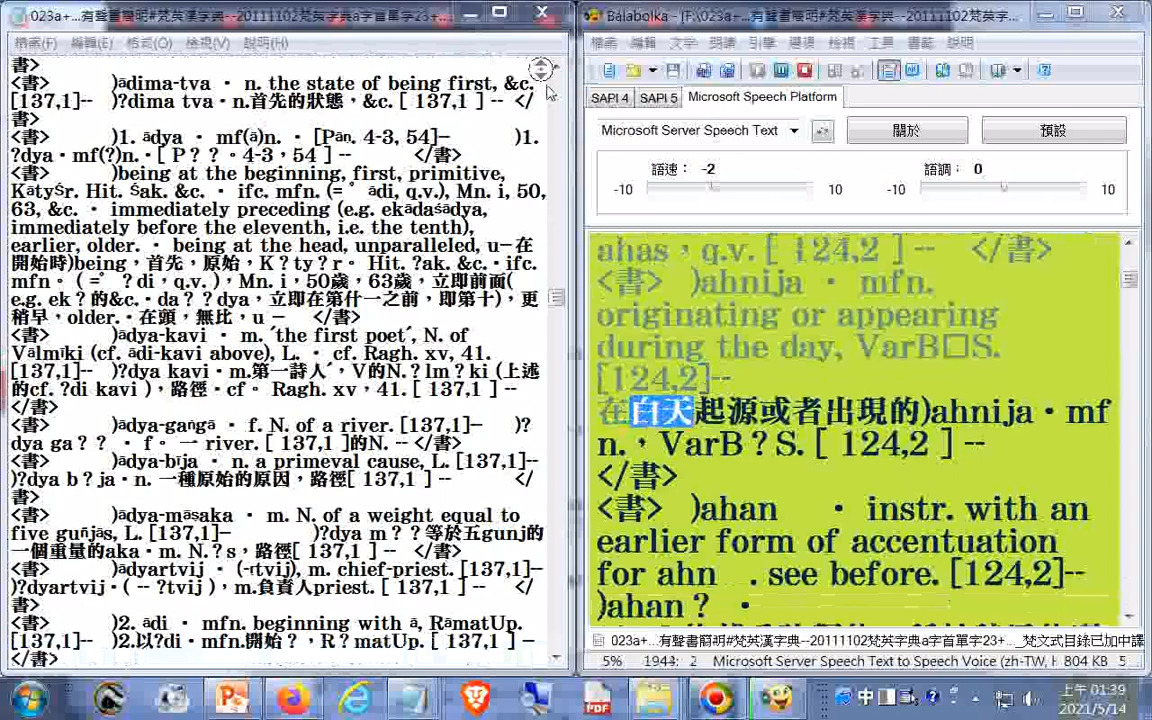 023a+...有聲書簡明#梵英漢字典--20111102梵英字典a字首單字23+...
檔案(F) 編輯(E) 格式(O) 檢視(V) 說明(H)
書>
<書> )ādima-tva ‧ n. the state of being first, &c.
[137,1]-- )?dima tva‧n.首先的狀態，&c. [ 137,1 ] -- </
書>
<書> )1. ādya ‧ mf(ā)n. ‧ [Pāṇ. 4-3, 54]-- )1.
?dya‧mf(?)n.‧[ P？？。4-3，54 ] -- </書>
<書> )being at the beginning, first, primitive,
KātyŚr. Hit. Śak. &c. ‧ ifc. mfn. (= ° ādi, q.v.), Mn. i, 50,
63, &c. ‧ immediately preceding (e.g. ekādaśādya,
immediately before the eleventh, i.e. the tenth),
earlier, older. ‧ being at the head, unparalleled, u--在
開始時)being，首先，原始，K？ty？r。 Hit. ?ak. &c.‧ifc.
mfn。( =° ？di，q.v.)，Mn. i，50歲，63歲，立即前面(
e.g. ek？的&c.‧da？？dya，立即在第什一之前，即第十)，更
稍早，older.‧在頭，無比，u -- </書>
<書> )ādya-kavi ‧ m. 'the first poet', N. of
Vālmīki (cf. ādi-kavi above), L. ‧ cf. Ragh. xv, 41.
[137,1]-- )?dya kavi‧m.第一詩人'，V的N.？lm？ki (上述
的cf. ?di kavi )，路徑‧cf。 Ragh. xv，41. [ 137,1 ] --
</書>
<書> )ādya-gaṅgā ‧ f. N. of a river. [137,1]-- )?
dya ga？？‧f。一 river. [ 137,1 ]的N. -- </書>
<書> )ādya-bīja ‧ n. a primeval cause, L. [137,1]--
)?dya b？ja‧n. 一種原始的原因，路徑[ 137,1 ] -- </
書>
<書> )ādya-māsaka ‧ m. N. of a weight equal to
five guñjās, L. [137,1]-- )?dya m？？等於五gunj的
一個重量的aka‧m. N.？s，路徑[ 137,1 ] -- </書>
<書> )ādyartvij ‧ (-rtvij), m. chief-priest. [137,1]--
)?dyartvij‧( -- ?tvij )，m.負責人priest. [ 137,1 ] -- </
書>
<書> )2. ādi ‧ mfn. beginning with ā, RāmatUp.
[137,1]-- )2.以?di‧mfn.開始？，R？matUp. [ 137,1 ] --
</書>
Balabolka - [F:\023a+...有聲書簡明#梵英漢字典--20111102梵英字...
檔案 編輯 文字 朗讀 引擎 選項 檢視 工具 書籤 說明
SAPI 4 SAPI 5 Microsoft Speech Platform
Microsoft Server Speech Text 關於 預設
語速： -2 語調： 0
-10 10 -10 10
ahas，q.v. [ 124,2 ] -- </書>
<書> )ahnija ‧ mfn.
originating or appearing
during the day, VarB□S.
[124,2]--
在白天起源或者出現的)ahnija‧mf
n.，VarB？S. [ 124,2 ] --
</書>
<書> )ahan ‧ instr. with an
earlier form of accentuation
for ahn . see before. [124,2]--
)ahan？ ‧
023a+...有聲書簡明#梵英漢字典--20111102梵英字典a字首單字23+..._梵文式目錄已加中譯
5% 1943: 2 Microsoft Server Speech Text to Speech Voice (zh-TW, H 804 KB 5
中
上午 01:39
2021/5/14